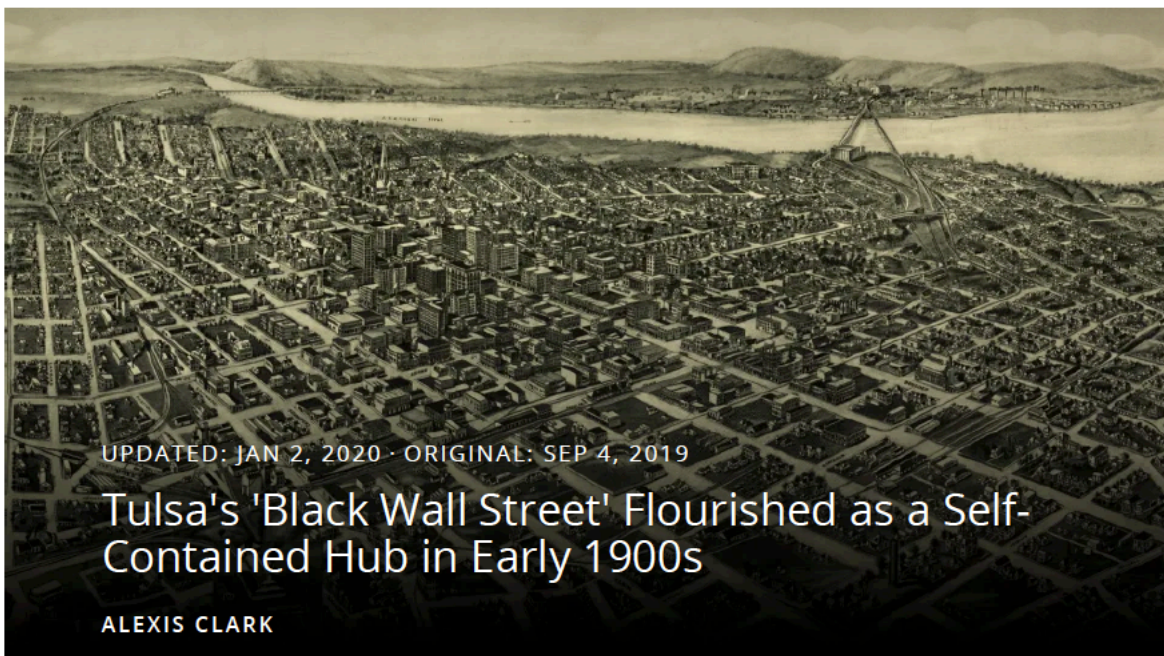 UPDATED: JAN 2, 2020 · ORIGINAL: SEP 4, 2019
Tulsa's 'Black Wall Street' Flourished as a Self-
Contained Hub in Early 1900s
ALEXIS CLARK